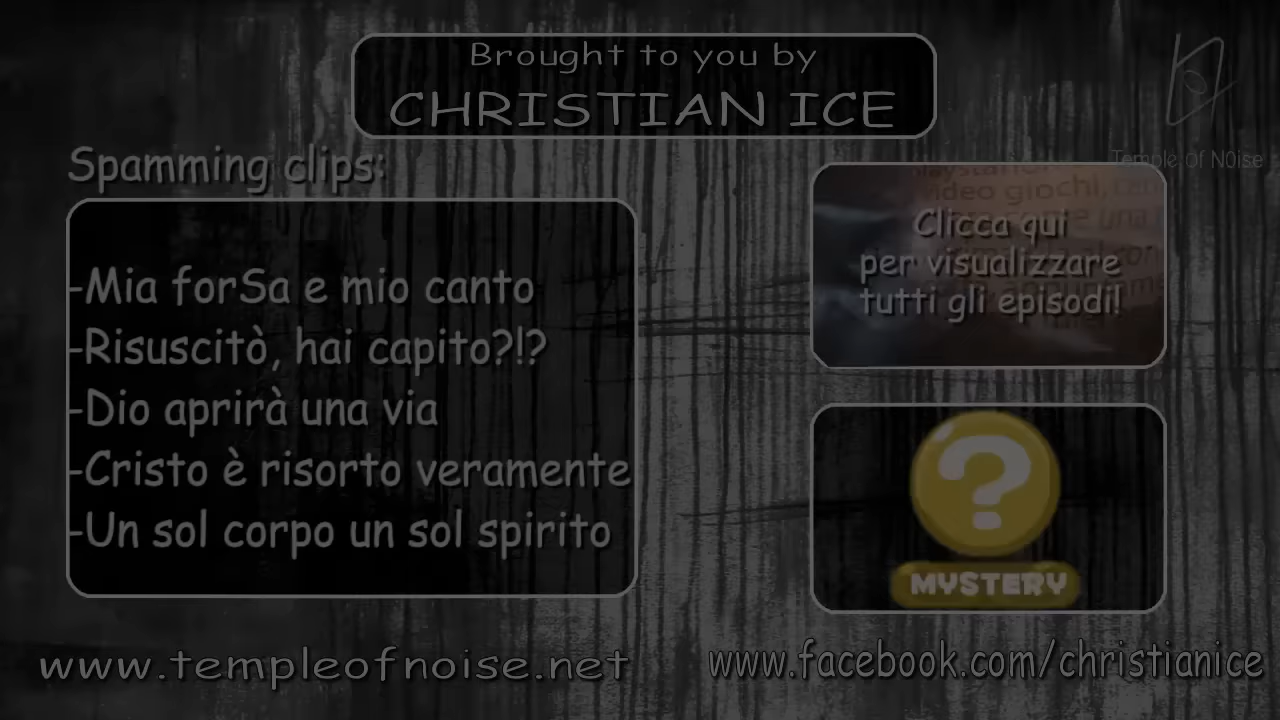 Brought to you by
CHRISTIAN ICE
Temple Of N0ise
Spamming clips:
-Mia forSa e mio canto
-Risuscitò, hai capito?!?
-Dio aprirà una via
-Cristo è risorto veramente
-Un sol corpo un sol spirito
video giochi,
Clicca qui
per visualizzare
tutti gli episodi!
?
MYSTERY
www.templeofnoise.net
www.facebook.com/christianice